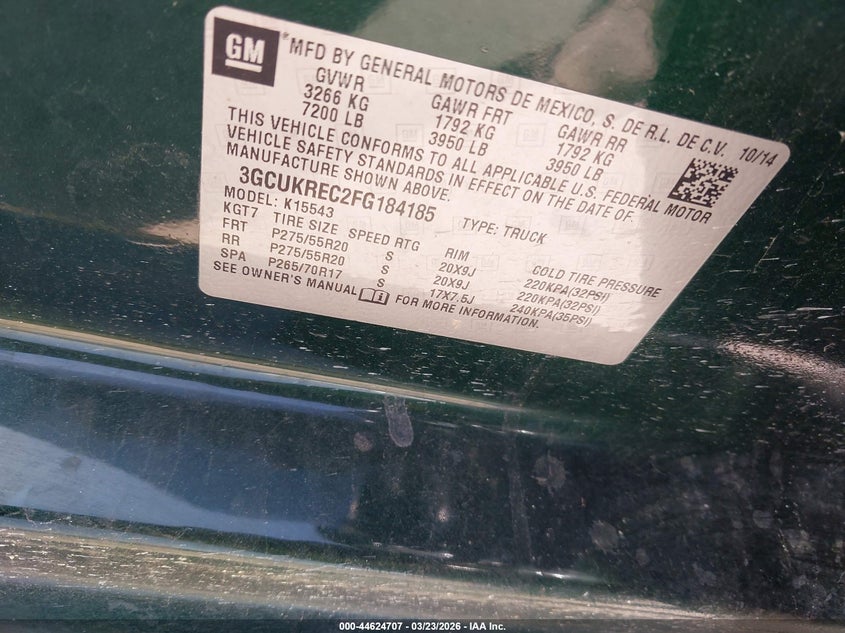 GM
*MFD BY GENERAL MOTORS DE MEXICO, S. DE R.L. DE C.V. 10/14
GVWR GAWR FRT GAWR RR
3266 KG 1792 KG 1792 KG
7200 LB 3950 LB 3950 LB
THIS VEHICLE CONFORMS TO ALL APPLICABLE U.S. FEDERAL MOTOR
VEHICLE SAFETY STANDARDS IN EFFECT ON THE DATE OF
MANUFACTURE SHOWN ABOVE.
3GCUKREC2FG184185
MODEL: K15543 TYPE: TRUCK
KGT7 TIRE SIZE SPEED RTG RIM COLD TIRE PRESSURE
FRT P275/55R20 S 20X9J 220KPA(32PSI)
RR P275/55R20 S 20X9J 220KPA(32PSI)
SPA P265/70R17 S 17X7.5J 240KPA(35PSI)
SEE OWNER'S MANUAL FOR MORE INFORMATION.
000-44624707 - 03/23/2026 - IAA Inc.